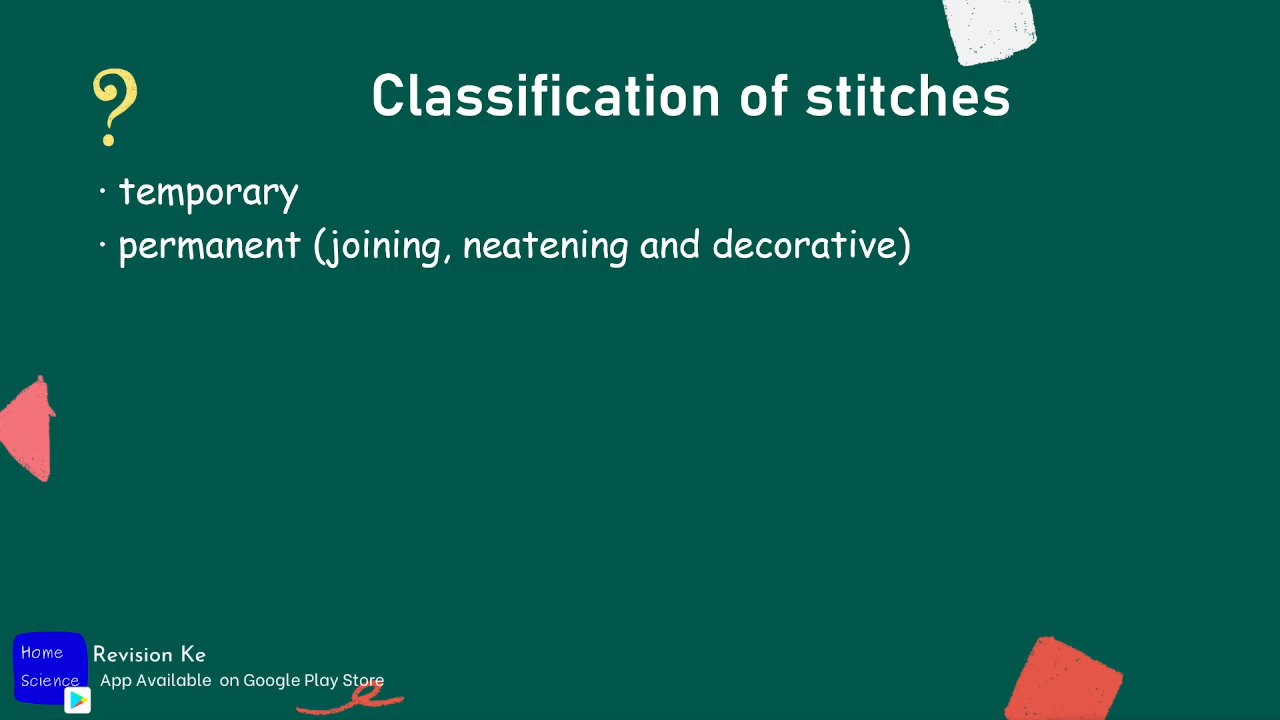 ?
Classification of stitches
· temporary
· permanent (joining, neatening and decorative)
Home
Science
Revision Ke
App Available on Google Play Store